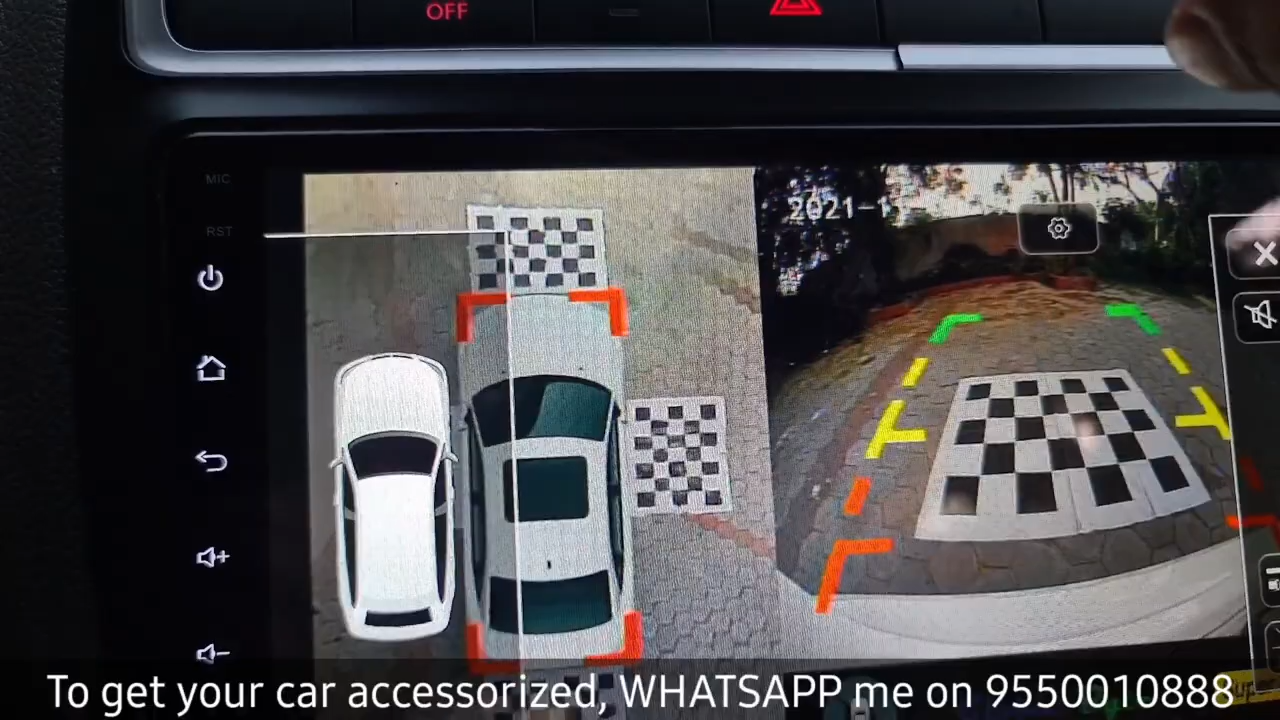 OFF
MIC
RST
2021-1
To get your car accessorized, WHATSAPP me on 9550010888